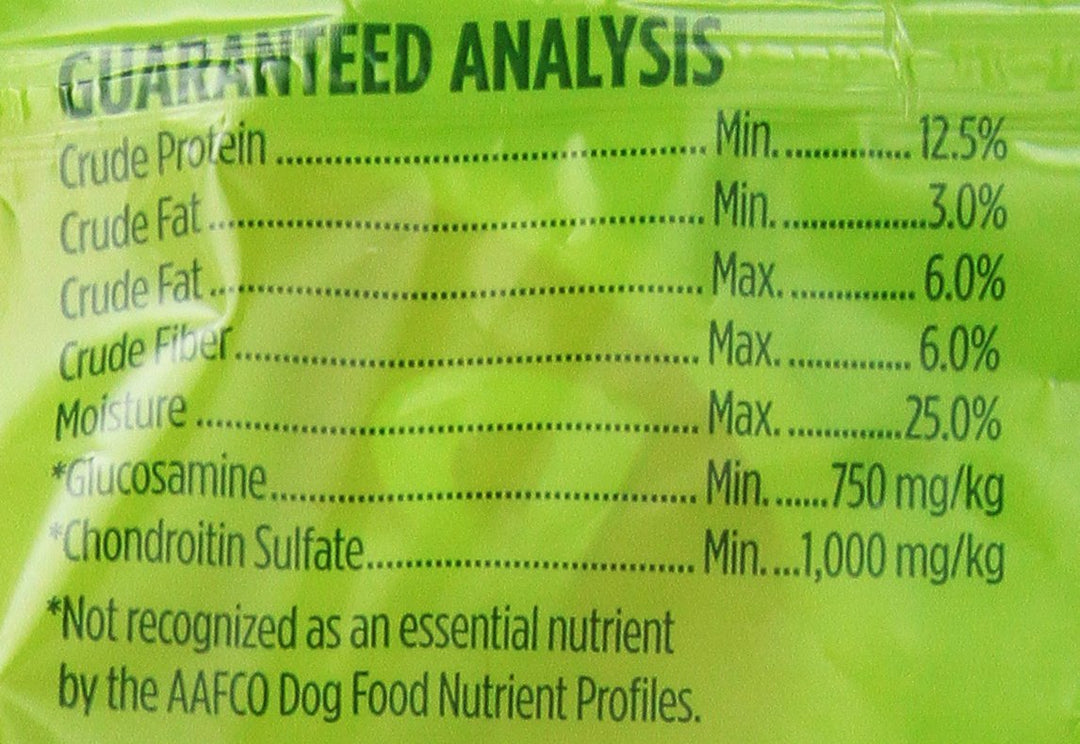 GUARANTEED ANALYSIS
Crude Protein ........................................................ Min. ................ 12.5%
Crude Fat ................................................................ Min. ..................3.0%
Crude Fat ................................................................ Max. ................ 6.0%
Crude Fiber............................................................. Max. ................ 6.0%
Moisture .................................................................. Max. ...............25.0%
*Glucosamine........................................................ Min. .......750 mg/kg
*Chondroitin Sulfate.......................................... Min. ...1,000 mg/kg
*Not recognized as an essential nutrient
by the AAFCO Dog Food Nutrient Profiles.